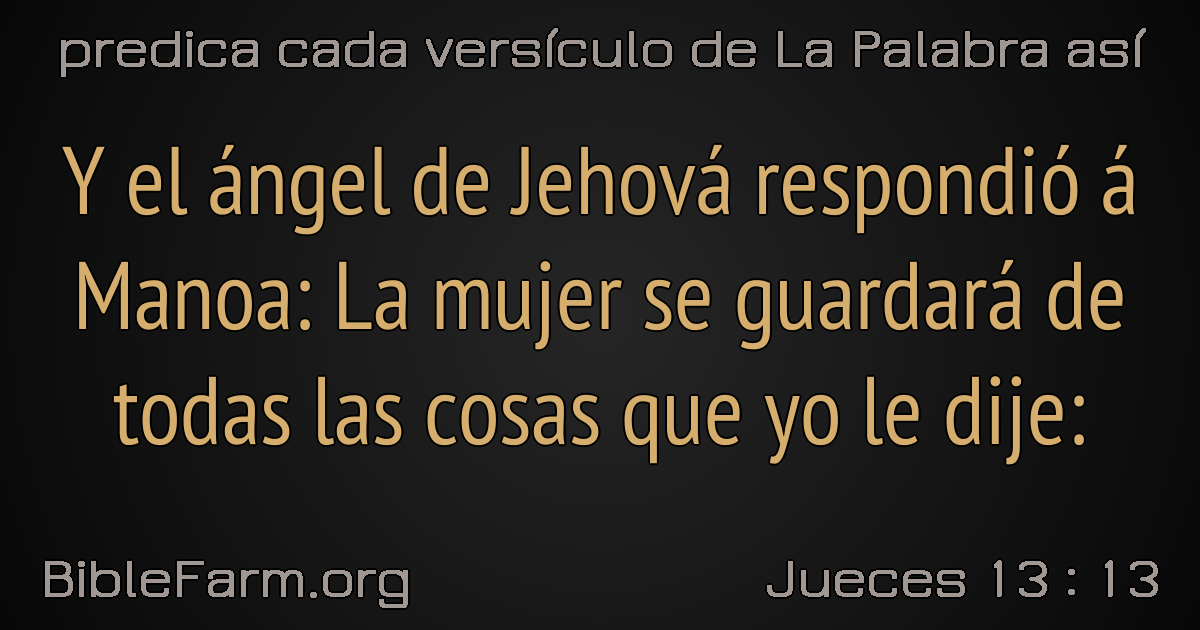 predica cada versículo de La Palabra así
Y el ángel de Jehová respondió á
Manoa: La mujer se guardará de
todas las cosas que yo le dije:
BibleFarm.org
Jueces 13 : 13